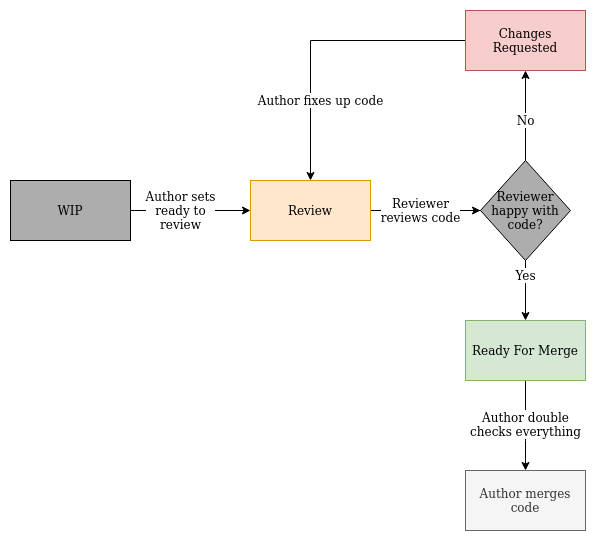 Changes
Requested
Author fixes up code
No
WIP
Author sets
ready to
review
Review
Reviewer
reviews code
Reviewer
happy with
code?
Yes
Ready For Merge
Author double
checks everything
Author merges
code